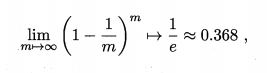 lim_{m↦∞} (1 − 1/m)^m ↦ 1/e ≈ 0.368 ,